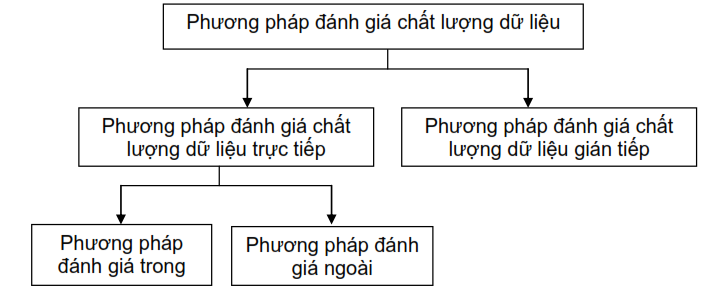 Phương pháp đánh giá chất lượng dữ liệu
Phương pháp đánh giá chất
lượng dữ liệu trực tiếp
Phương pháp đánh giá chất
lượng dữ liệu gián tiếp
Phương pháp
đánh giá trong
Phương pháp đánh
giá ngoài